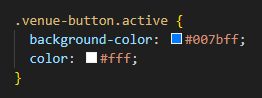 .venue-button.active {
background-color: #007bff;
color: #fff;
}